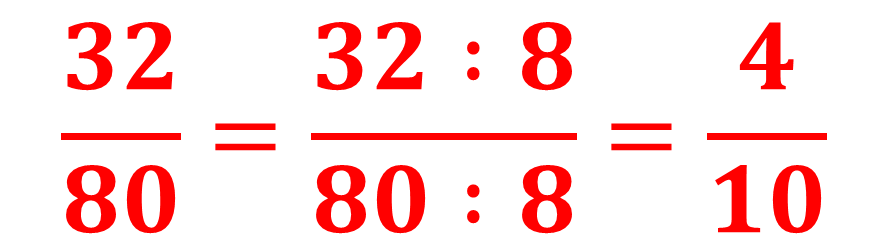 32/80 = 32 : 8/80 : 8 = 4/10